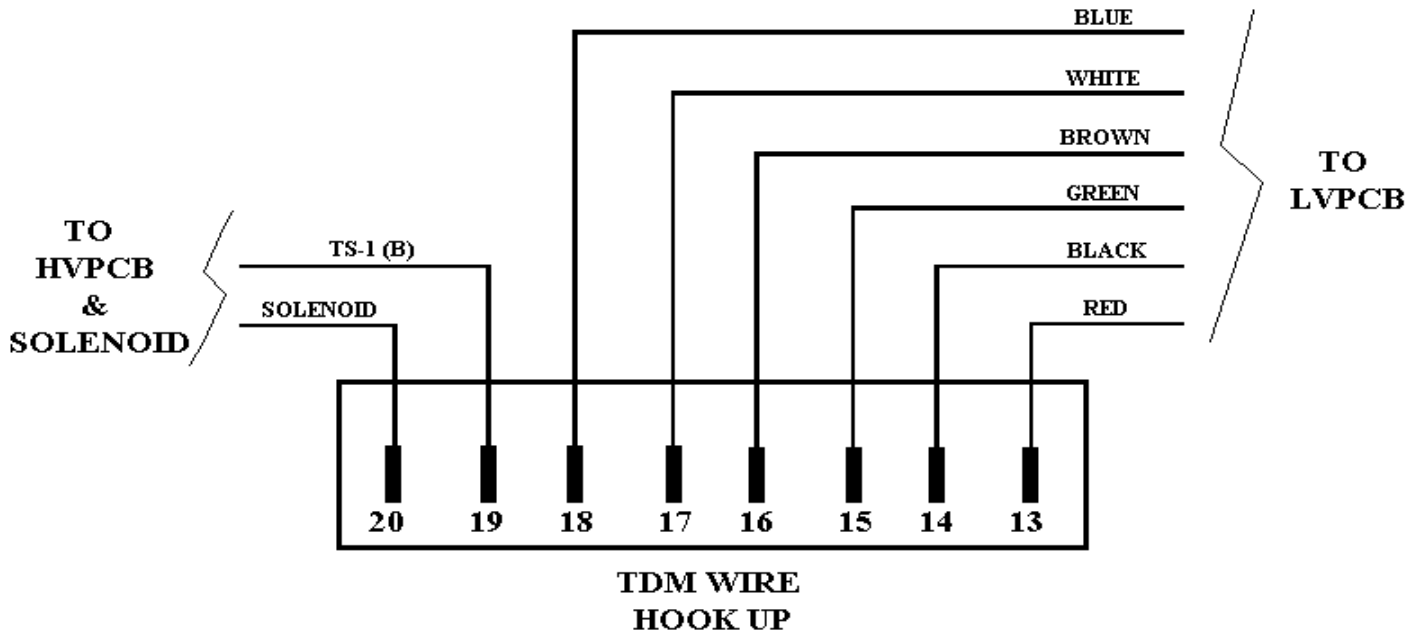 BLUE
WHITE
BROWN
GREEN
BLACK
RED
TO
LVPCB
TO
HVPCB
&
SOLENOID
TS-1 (B)
SOLENOID
20 19 18 17 16 15 14 13
TDM WIRE
HOOK UP